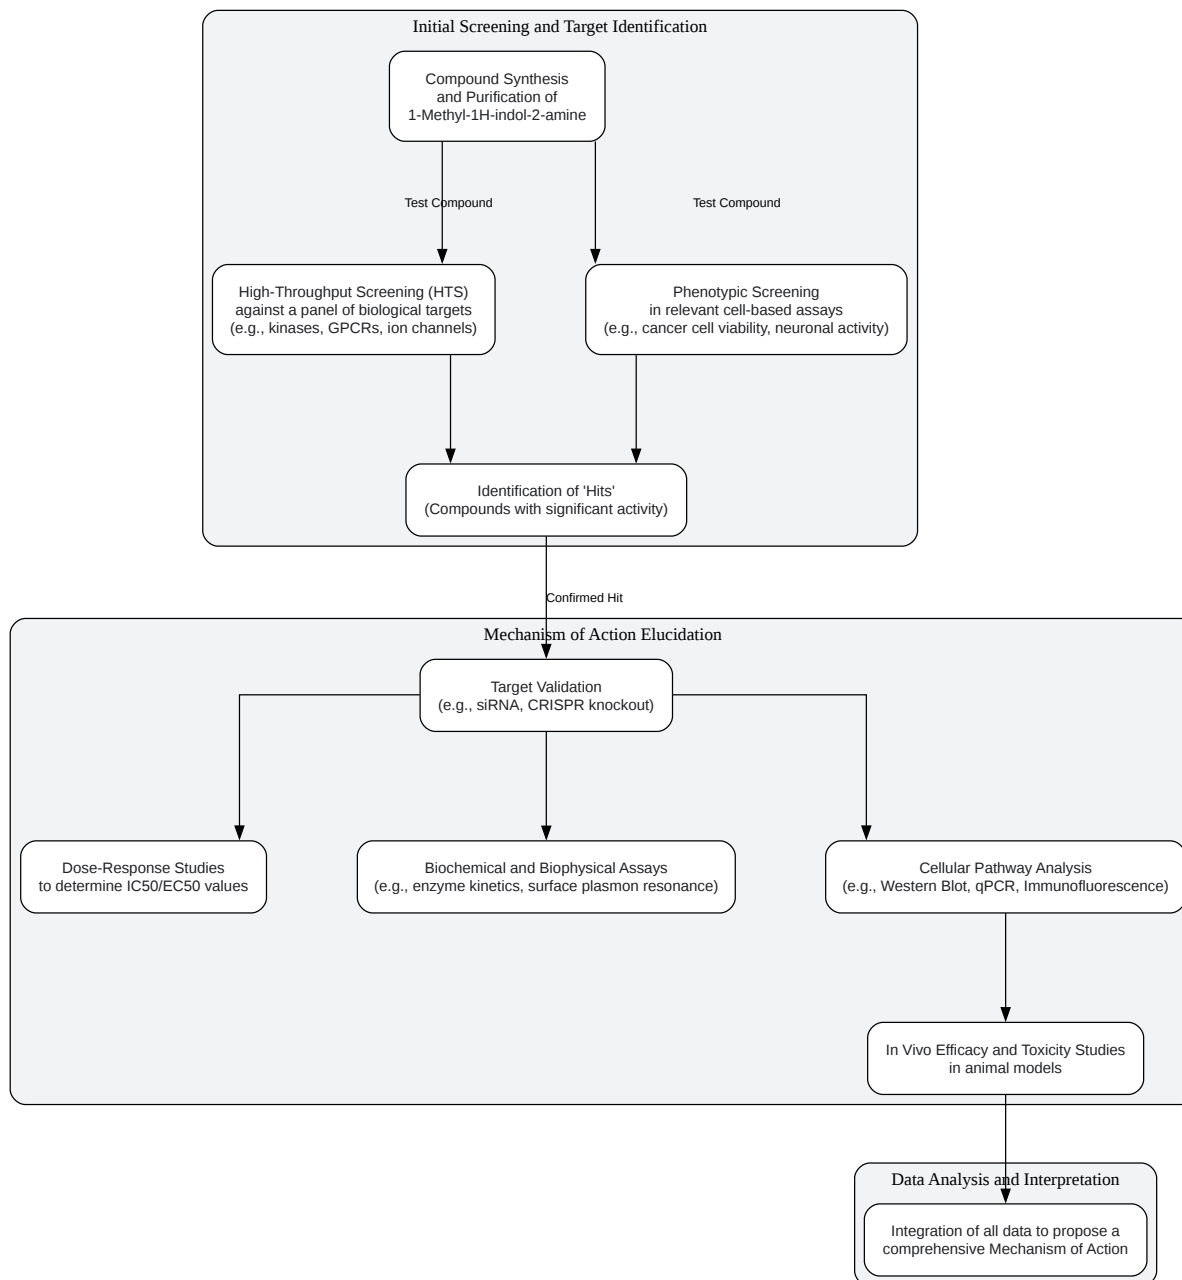 Initial Screening and Target Identification
Compound Synthesis
and Purification of
1-Methyl-1H-indol-2-amine
Test Compound
Test Compound
High-Throughput Screening (HTS)
against a panel of biological targets
(e.g., kinases, GPCRs, ion channels)
Phenotypic Screening
in relevant cell-based assays
(e.g., cancer cell viability, neuronal activity)
Identification of 'Hits'
(Compounds with significant activity)
Confirmed Hit
Mechanism of Action Elucidation
Target Validation
(e.g., siRNA, CRISPR knockout)
Dose-Response Studies
to determine IC50/EC50 values
Biochemical and Biophysical Assays
(e.g., enzyme kinetics, surface plasmon resonance)
Cellular Pathway Analysis
(e.g., Western Blot, qPCR, Immunofluorescence)
In Vivo Efficacy and Toxicity Studies
in animal models
Data Analysis and Interpretation
Integration of all data to propose a
comprehensive Mechanism of Action